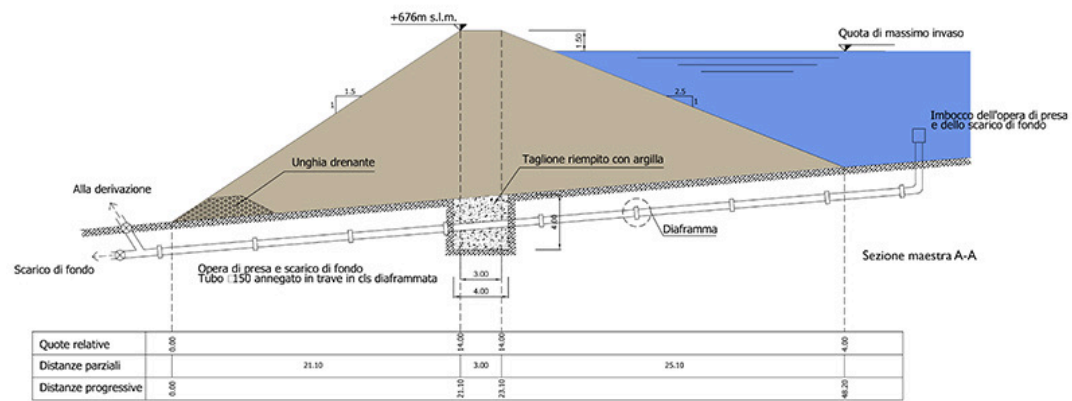 +676m s.l.m.
1.50
Quota di massimo invaso
1.5
1
2.5
1
Imbocco dell'opera di presa
e dello scarico di fondo
Unghia drenante
Taglione riempito con argilla
Alla derivazione
4.00
Diaframma
Scarico di fondo
Opera di presa e scarico di fondo
Tubo □150 annegato in trave in cls diaframmata
3.00
4.00
Sezione maestra A-A
Quote relative 0.00 14.00 14.00 4.00
Distanze parziali 21.10 3.00 25.10
Distanze progressive 0.00 21.10 23.10 48.20